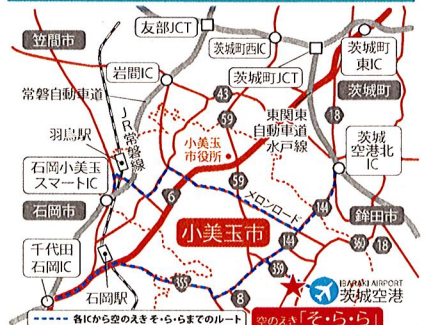 友部JCT
笠間市
茨城町西IC
茨城町
東IC
岩間IC
茨城町JCT
常磐自動車道
43
茨城町
59
東関東
自動車道
水戸線
18
羽鳥駅
JR常磐線
小美玉
市役所
茨城
空港北
IC
石岡小美玉
スマートIC
59
メロンロード
6
144
石岡市
鉾田市
小美玉市
144
360
18
千代田
石岡IC
359
355
IBARAKI AIRPORT
茨城空港
石岡駅
8
各ICから空のえきそ・ら・らまでのルート
空のえき「そ・ら・ら」